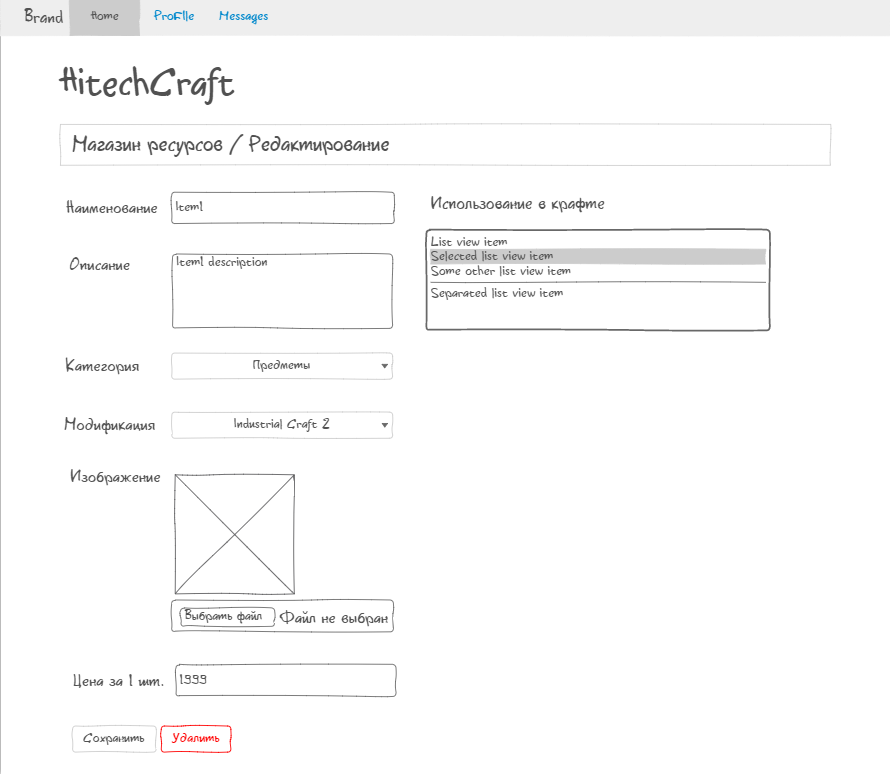 Brand Home Profile Messages
HitechCraft
Магазин ресурсов / Редактирование
Наименование Item1
Описание Item1 description
Категория Предметы
Модификация Industrial Craft 2
Изображение
Выбрать файл Файл не выбран
Цена за 1 шт. 1999
Сохранить Удалить
Использование в крафте
List view item
Selected list view item
Some other list view item
Separated list view item